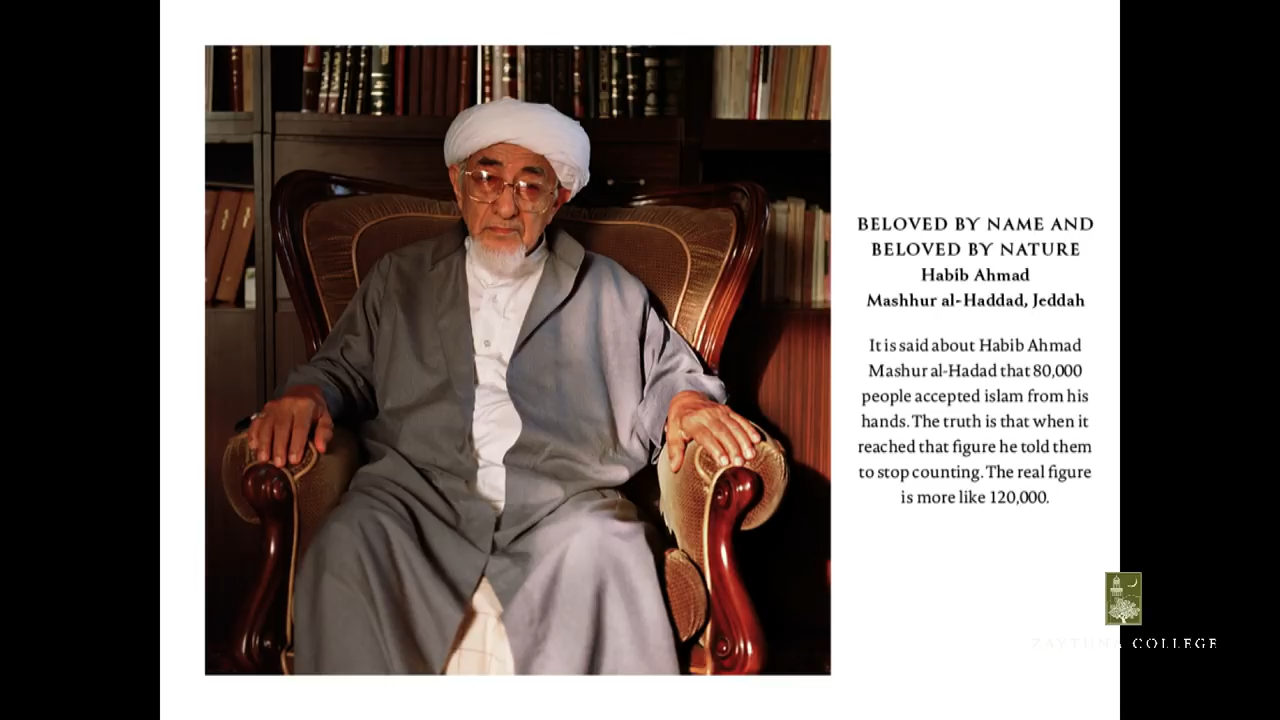 BELOVED BY NAME AND
BELOVED BY NATURE
Habib Ahmad
Mashhur al-Haddad, Jeddah
It is said about Habib Ahmad
Mashur al-Hadad that 80,000
people accepted islam from his
hands. The truth is that when it
reached that figure he told them
to stop counting. The real figure
is more like 120,000.
ZAYTUNA COLLEGE